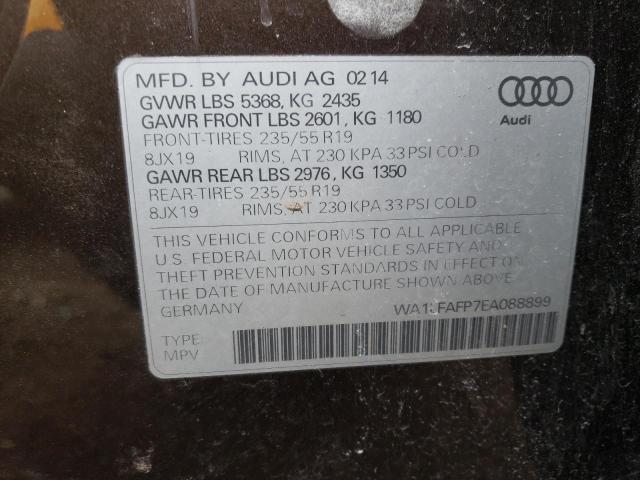 MFD. BY AUDI AG 02 14
GVWR LBS 5368, KG 2435
GAWR FRONT LBS 2601, KG 1180
FRONT-TIRES 235/55 R19
8JX19 RIMS, AT 230 KPA 33 PSI COLD
GAWR REAR LBS 2976, KG 1350
REAR-TIRES 235/55 R19
8JX19 RIMS, AT 230 KPA 33 PSI COLD
Audi
THIS VEHICLE CONFORMS TO ALL APPLICABLE
U.S. FEDERAL MOTOR VEHICLE SAFETY AND
THEFT PREVENTION STANDARDS IN EFFECT ON
THE DATE OF MANUFACTURE SHOWN ABOVE.
GERMANY
TYPE:
MPV